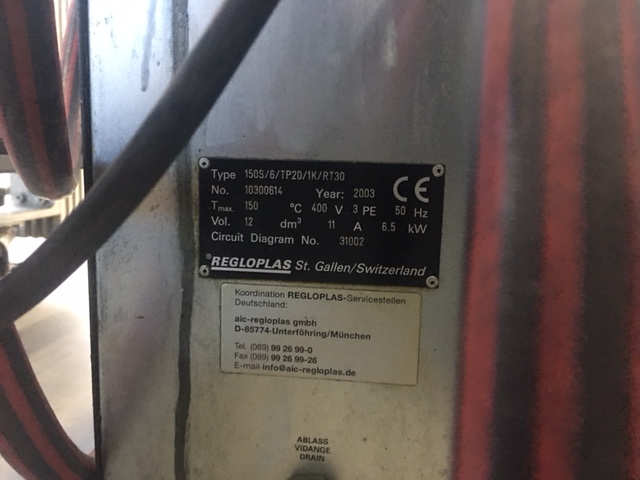 Type 150S/6/TP20/1K/RT30
No. 10300614 Year: 2003 CE
Tmax. 150 °C 400 V 3 PE 50 Hz
Vol. 12 dm³ 11 A 6.5 kW
Circuit Diagram No. 31002
®REGLOPLAS St. Gallen/Switzerland
Koordination REGLOPLAS-Servicestellen
Deutschland:
aic-regloplas gmbh
D-85774-Unterföhring/München
Tel. (089) 99 26 99-0
Fax (089) 99 26 99-26
E-mail-info@aic-regloplas.de
ABLASS
VIDANGE
DRAIN